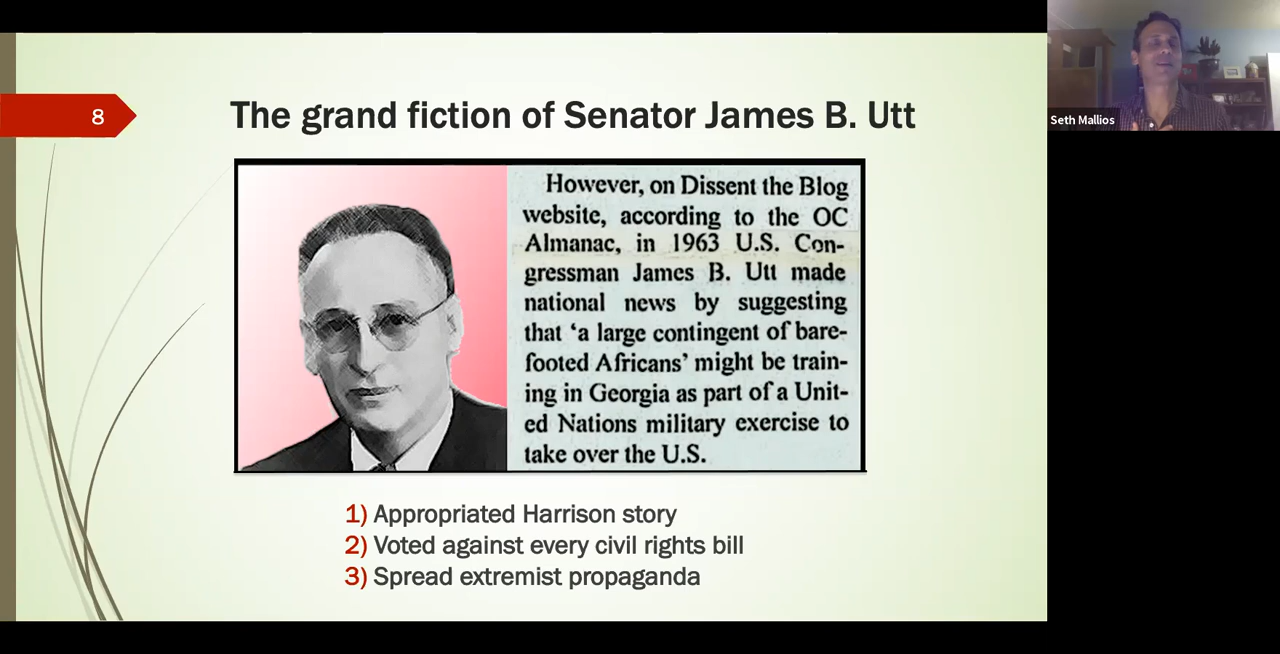 8
The grand fiction of Senator James B. Utt
However, on Dissent the Blog
website, according to the OC
Almanac, in 1963 U.S. Con-
gressman James B. Utt made
national news by suggesting
that ‘a large contingent of bare-
footed Africans’ might be train-
ing in Georgia as part of a Unit-
ed Nations military exercise to
take over the U.S.
1) Appropriated Harrison story
2) Voted against every civil rights bill
3) Spread extremist propaganda
Seth Mallios